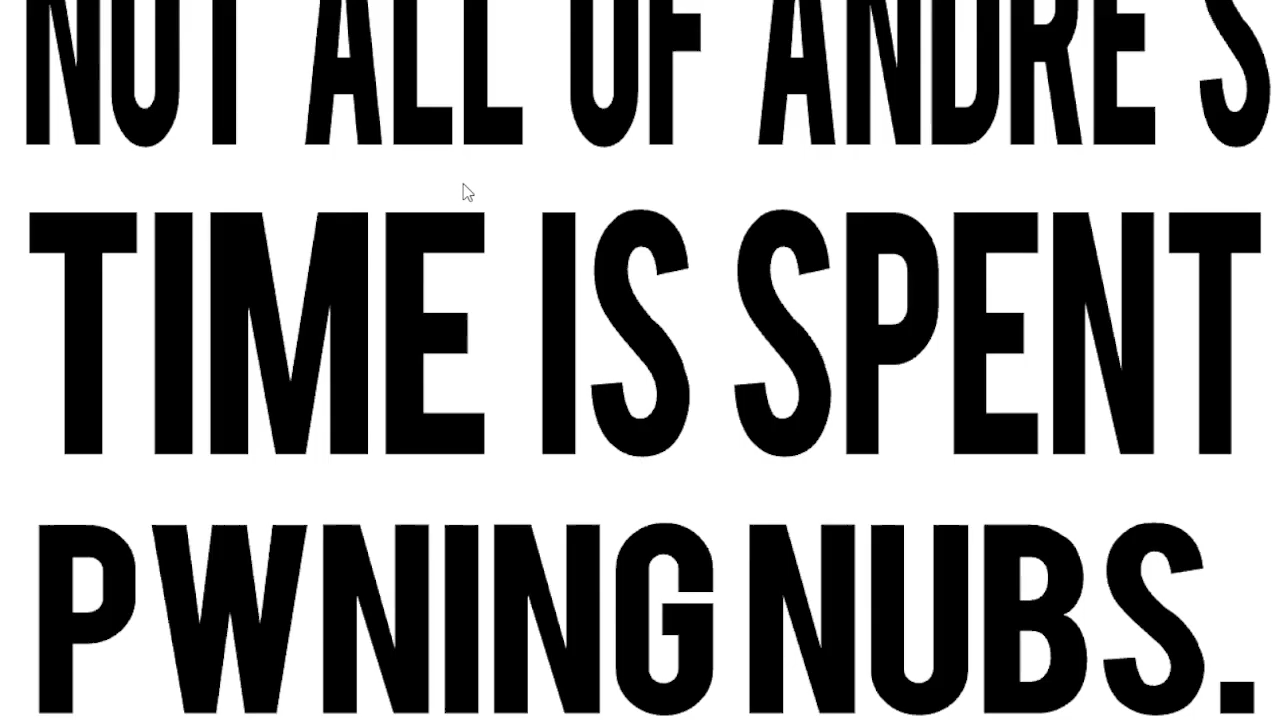 NOT ALL OF ANDRE S
TIME IS SPENT
PWNING NUBS.